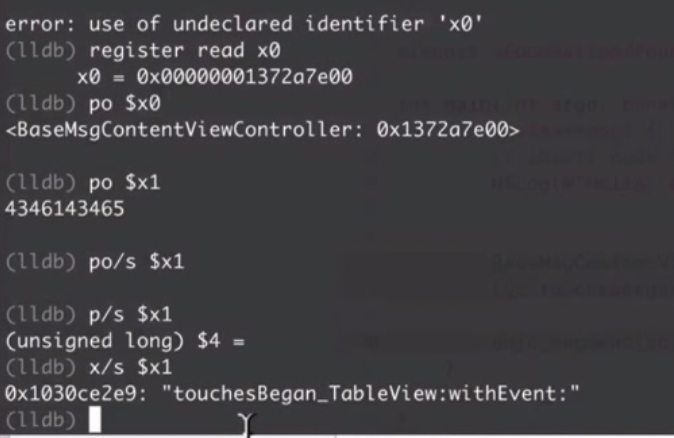 error: use of undeclared identifier 'x0'
(lldb) register read x0
x0 = 0x00000001372a7e00
(lldb) po $x0
<BaseMsgContentViewController: 0x1372a7e00>
(lldb) po $x1
4346143465
(lldb) po/s $x1
(lldb) p/s $x1
(unsigned long) $4 =
(lldb) x/s $x1
0x1030ce2e9: "touchesBegan_TableView:withEvent:"
(lldb)